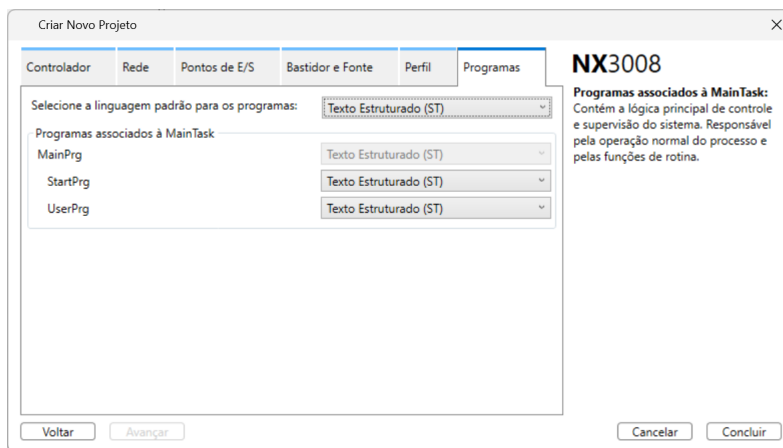 Criar Novo Projeto
Controlador
Rede
Pontos de E/S
Bastidor e Fonte
Perfil
Programas
Selecione a linguagem padrão para os programas:
Texto Estruturado (ST)
Programas associados à MainTask
MainPrg
Texto Estruturado (ST)
StartPrg
Texto Estruturado (ST)
UserPrg
Texto Estruturado (ST)
NX3008
Programas associados à MainTask:
Contém a lógica principal de controle
e supervisão do sistema. Responsável
pela operação normal do processo e
pelas funções de rotina.
Voltar
Avançar
Cancelar
Concluir